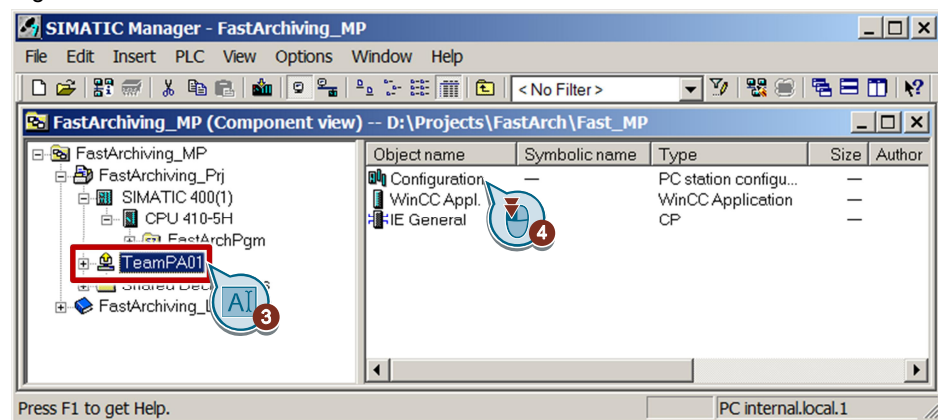 SIMATIC Manager - FastArchiving_MP
File Edit Insert PLC View Options Window Help
< No Filter >
FastArchiving_MP (Component view) -- D:\Projects\FastArch\Fast_MP
FastArchiving_MP
FastArchiving_Prj
SIMATIC 400(1)
CPU 410-5H
FastArchPgm
TeamPA01
FastArchiving_
AI
3
Object name Symbolic name Type Size Author
Configuration — PC station configu... —
WinCC Appl. WinCC Application —
IE General CP —
4
Press F1 to get Help. PC internal.local.1